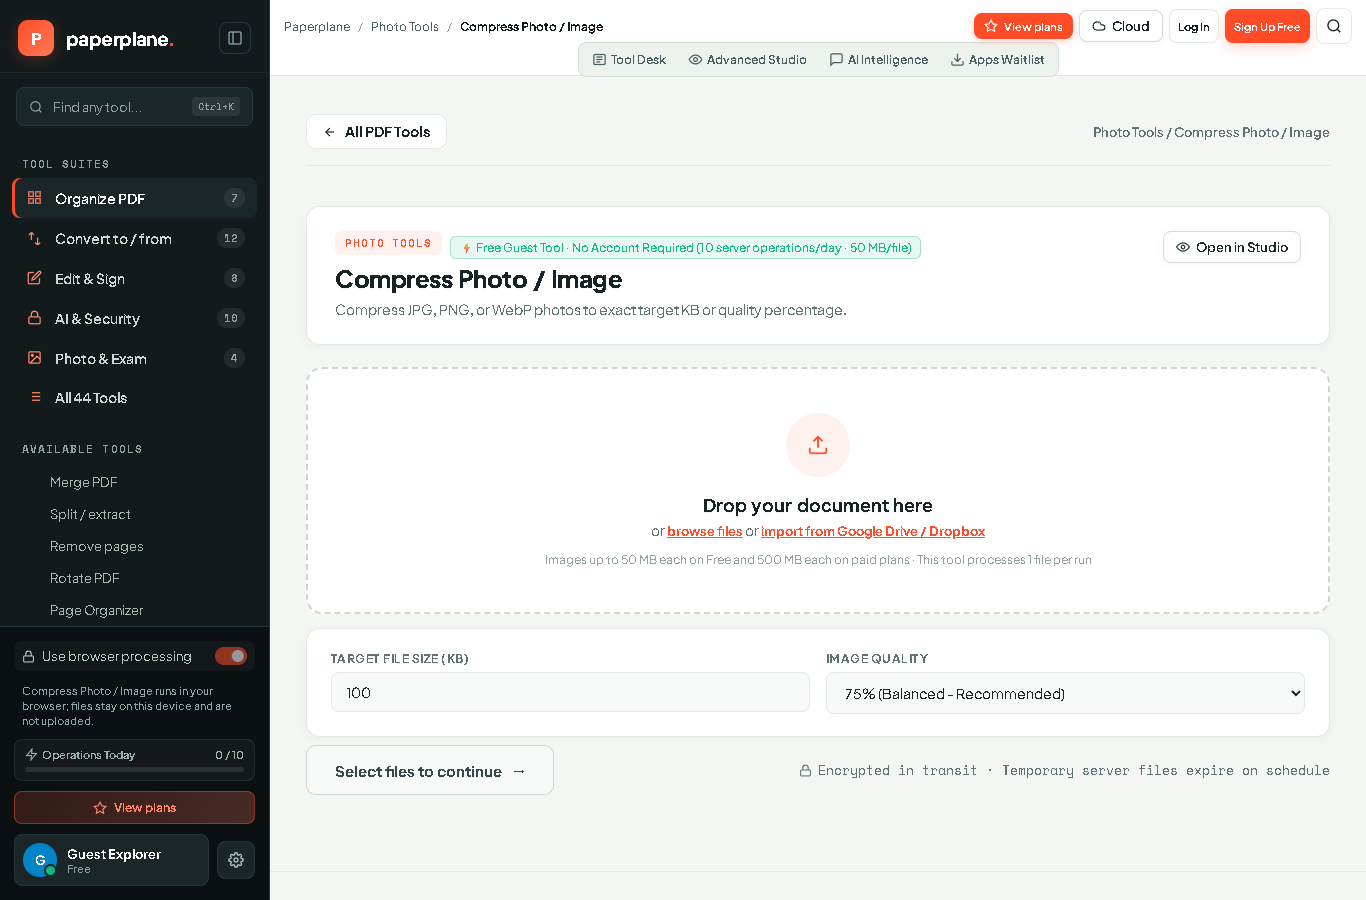 P paperplane.
Find any tool... Ctrl+K
TOOL SUITES
Organize PDF 7
Convert to / from 12
Edit & Sign 8
AI & Security 10
Photo & Exam 4
All 44 Tools
AVAILABLE TOOLS
Merge PDF
Split / extract
Remove pages
Rotate PDF
Page Organizer
Use browser processing
Compress Photo / Image runs in your
browser; files stay on this device and are
not uploaded.
Operations Today 0 / 10
View plans
G Guest Explorer
Free
Paperplane / Photo Tools / Compress Photo / Image
View plans Cloud Log In Sign Up Free
Tool Desk Advanced Studio AI Intelligence Apps Waitlist
← All PDF Tools
Photo Tools / Compress Photo / Image
PHOTO TOOLS
Free Guest Tool · No Account Required (10 server operations/day · 50 MB/file)
Open in Studio
Compress Photo / Image
Compress JPG, PNG, or WebP photos to exact target KB or quality percentage.
Drop your document here
or browse files or import from Google Drive / Dropbox
Images up to 50 MB each on Free and 500 MB each on paid plans · This tool processes 1 file per run
TARGET FILE SIZE (KB)
100
IMAGE QUALITY
75% (Balanced - Recommended)
Select files to continue →
Encrypted in transit · Temporary server files expire on schedule